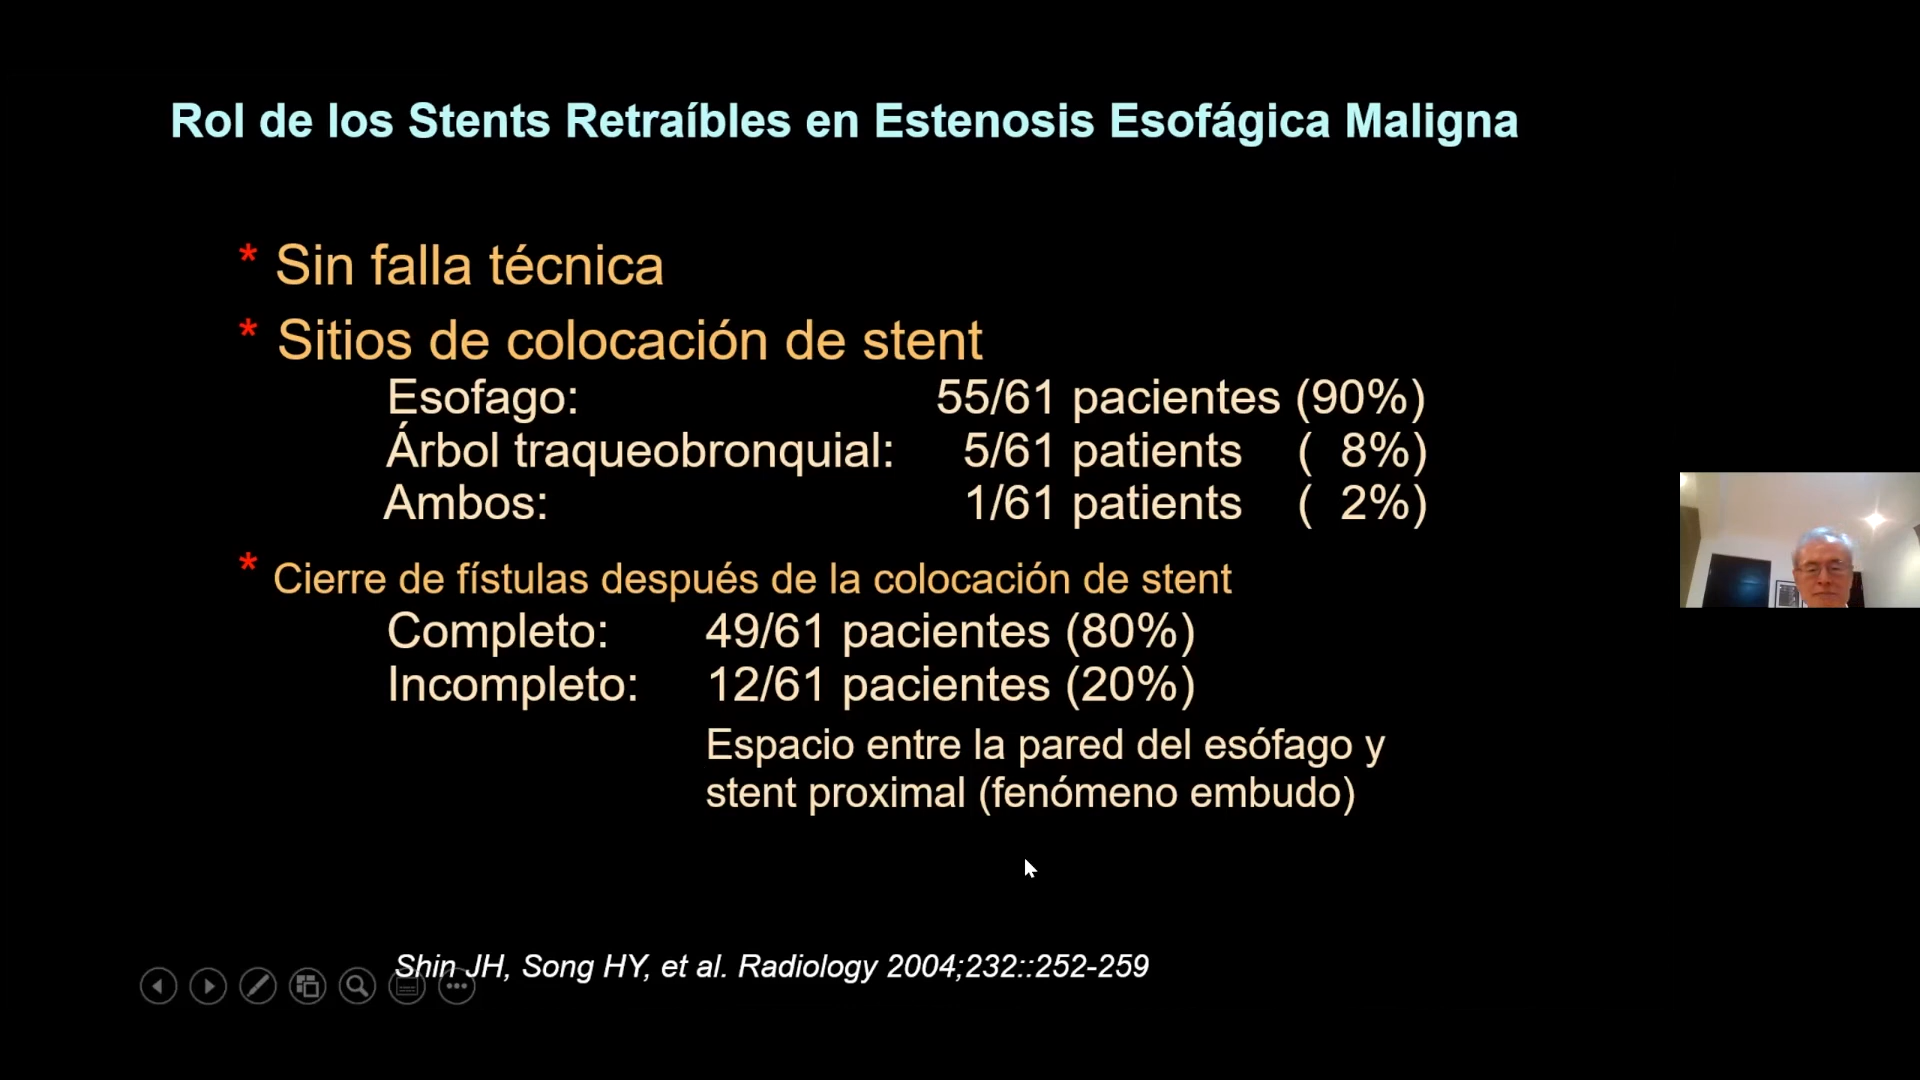 Rol de los Stents Retraíbles en Estenosis Esofágica Maligna
* Sin falla técnica
* Sitios de colocación de stent
Esofago: 55/61 pacientes (90%)
Árbol traqueobronquial: 5/61 patients ( 8%)
Ambos: 1/61 patients ( 2%)
* Cierre de fístulas después de la colocación de stent
Completo: 49/61 pacientes (80%)
Incompleto: 12/61 pacientes (20%)
Espacio entre la pared del esófago y
stent proximal (fenómeno embudo)
Shin JH, Song HY, et al. Radiology 2004;232::252-259